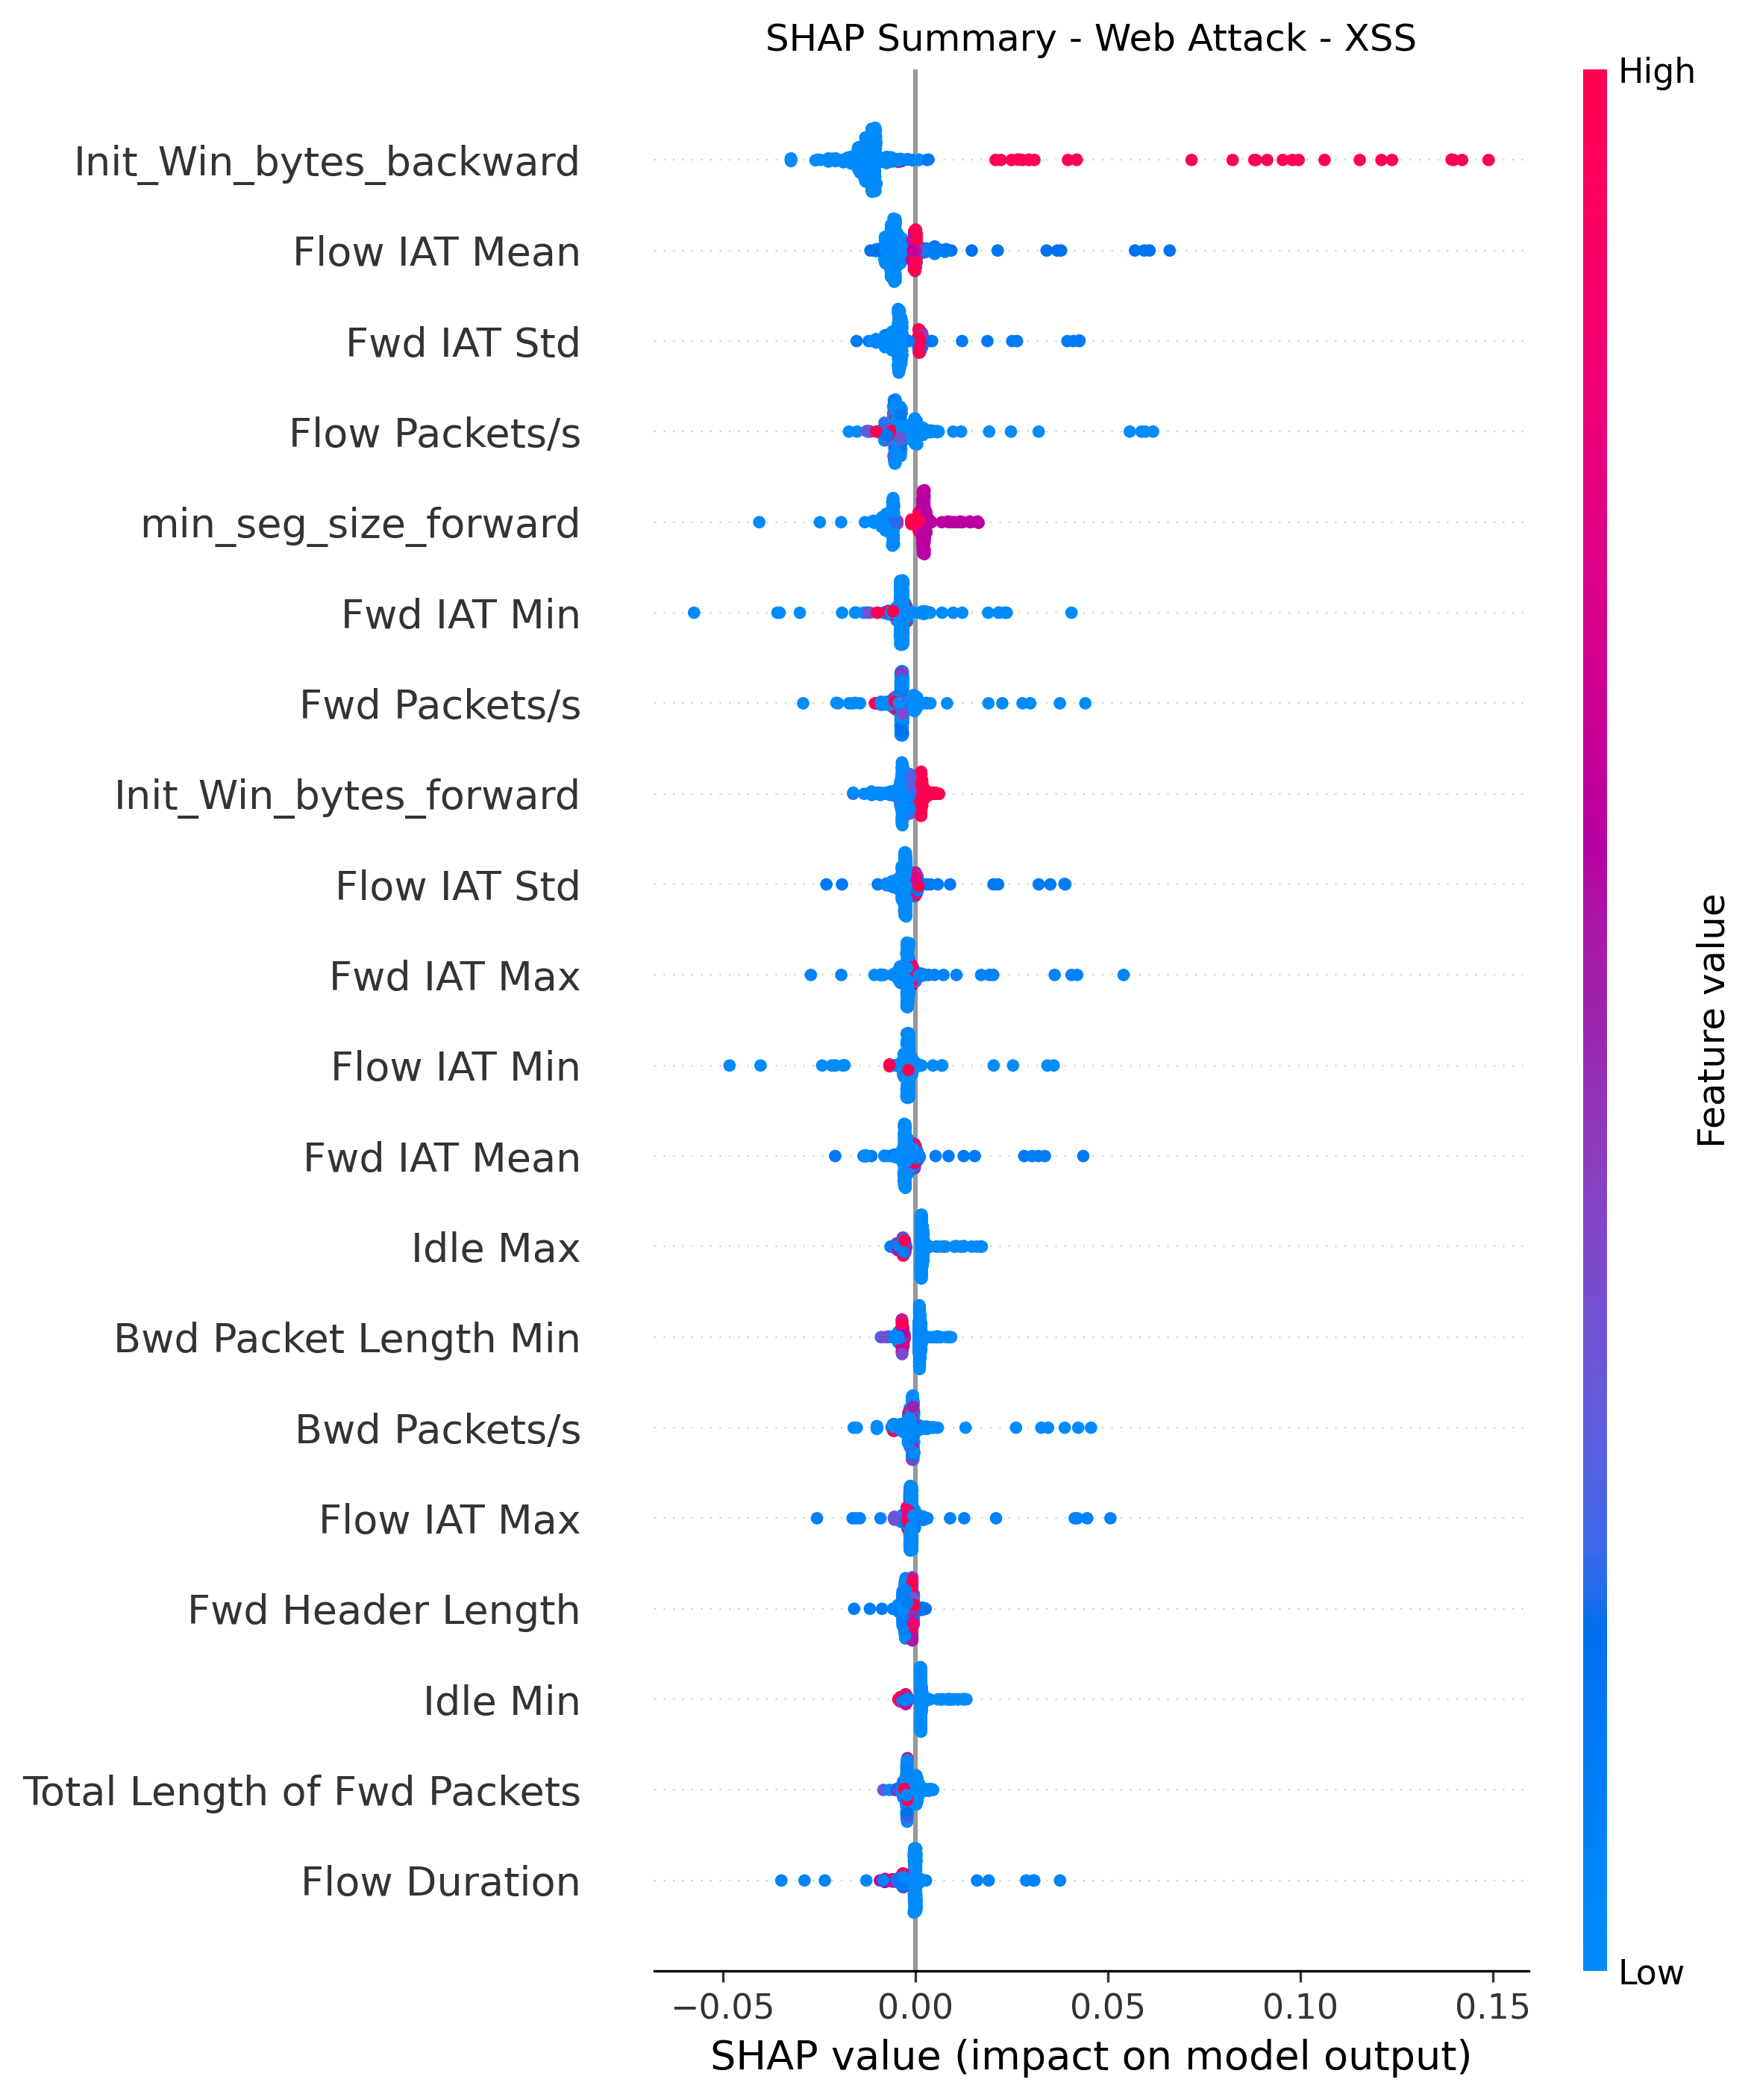 SHAP Summary - Web Attack - XSS
High
Init_Win_bytes_backward
Flow IAT Mean
Fwd IAT Std
Flow Packets/s
min_seg_size_forward
Fwd IAT Min
Fwd Packets/s
Init_Win_bytes_forward
Flow IAT Std
Fwd IAT Max
Flow IAT Min
Fwd IAT Mean
Idle Max
Bwd Packet Length Min
Bwd Packets/s
Flow IAT Max
Fwd Header Length
Idle Min
Total Length of Fwd Packets
Flow Duration
Feature value
Low
−0.05 0.00 0.05 0.10 0.15
SHAP value (impact on model output)